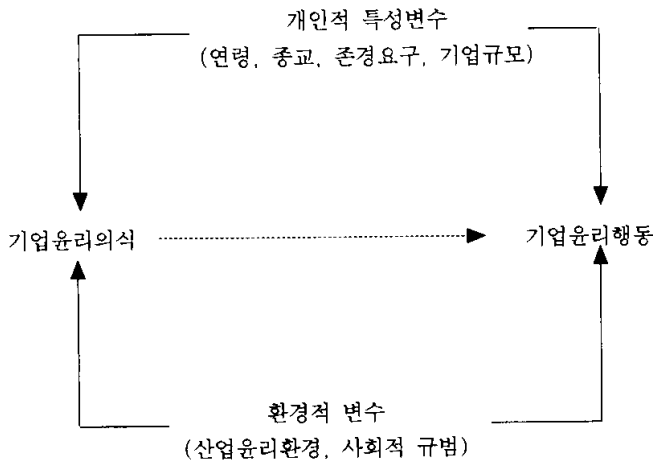 개인적 특성변수
(연령, 종교, 존경요구, 기업규모)
기업윤리의식
기업윤리행동
환경적 변수
(산업윤리환경, 사회적 규범)